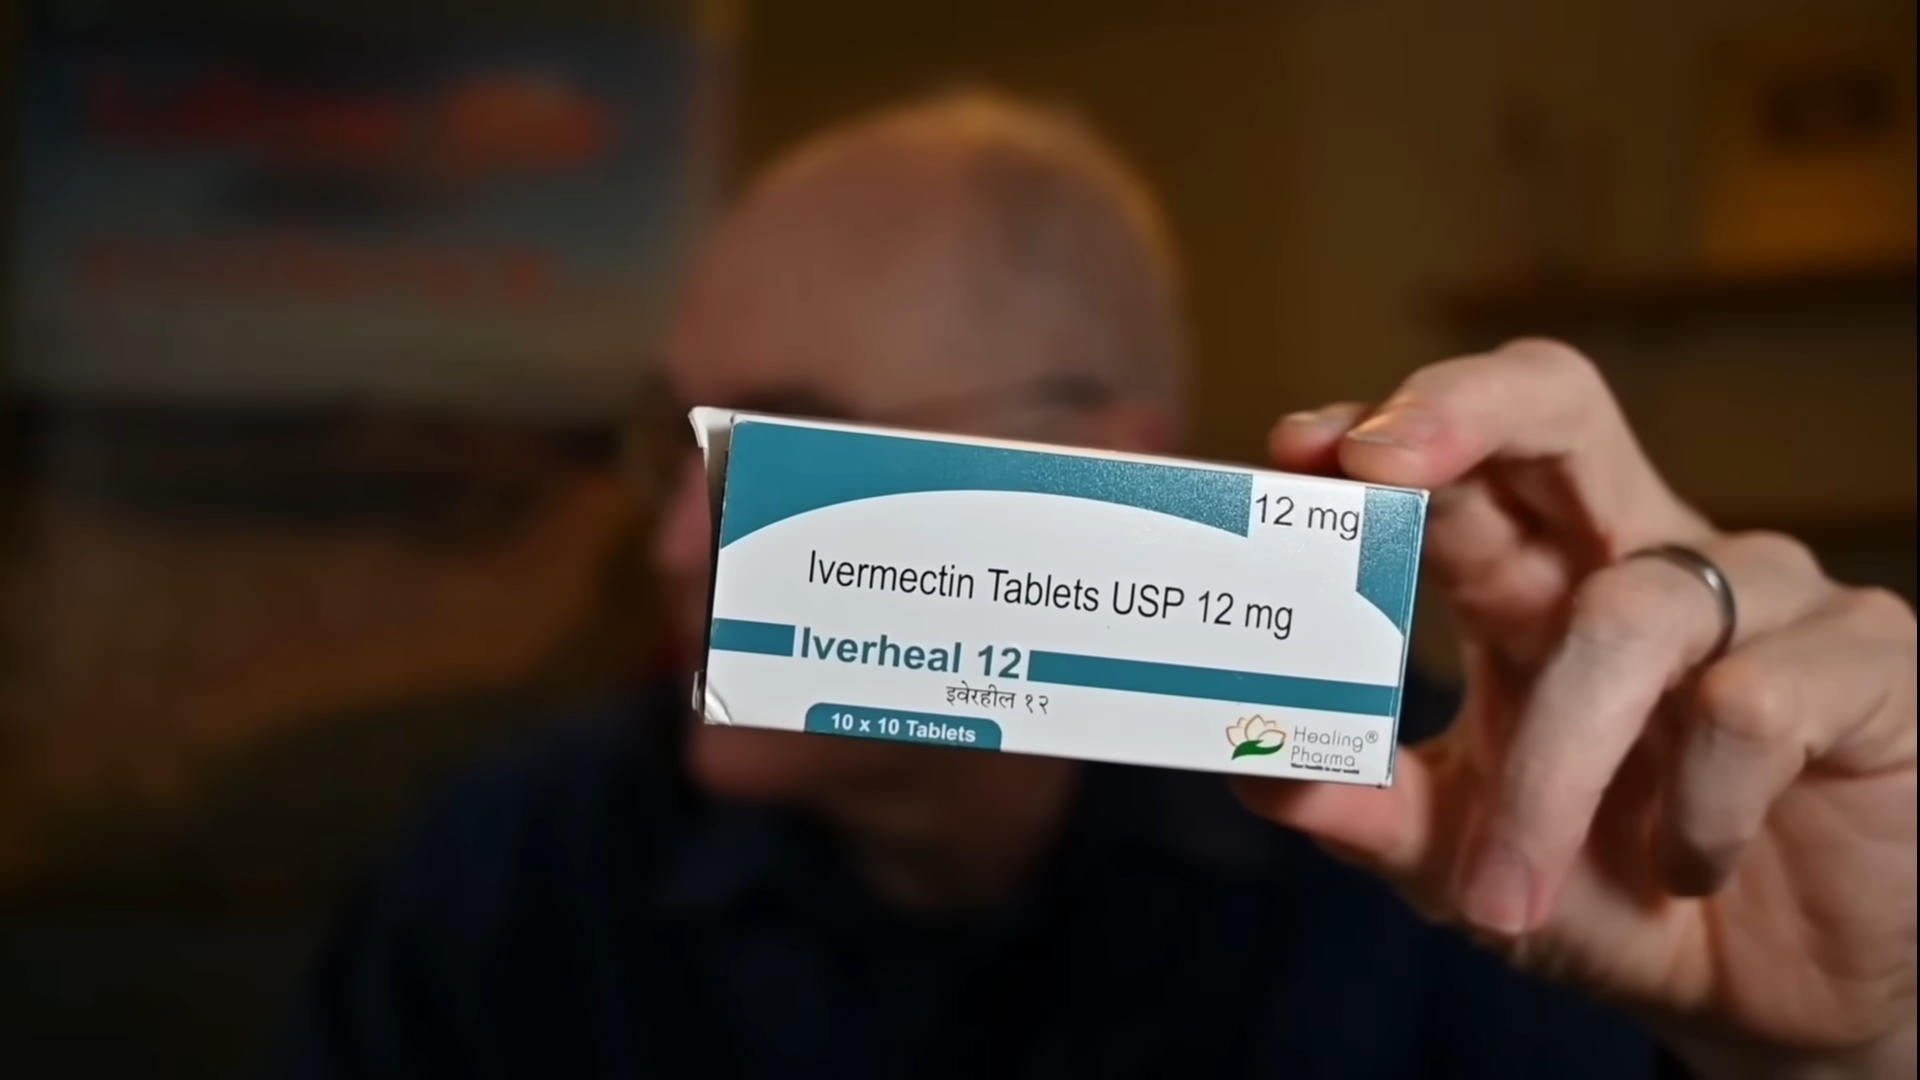 12 mg
Ivermectin Tablets USP 12 mg
Iverheal 12
इवेरहील १२
10 x 10 Tablets
Healing®
Pharma